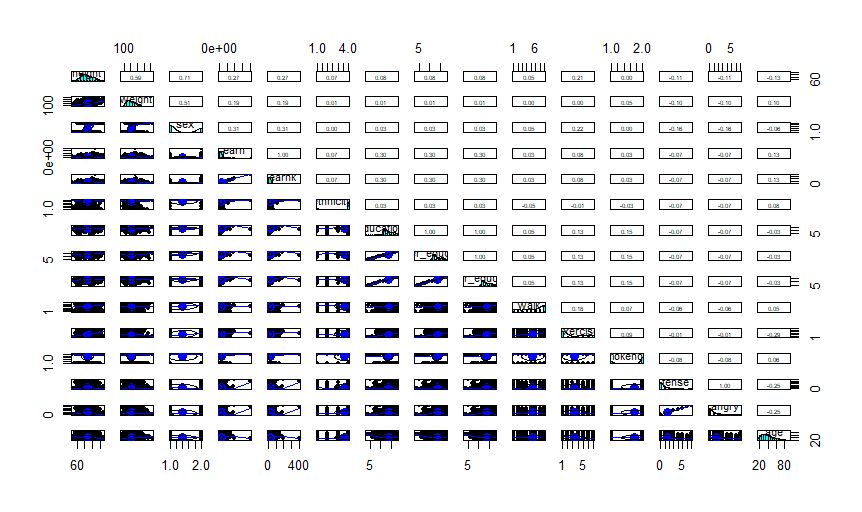 100 0e+00 1.0 4.0 5 1 6 1.0 2.0 0 5
height 0.59 0.71 0.27 0.27 0.07 0.08 0.08 0.08 0.05 0.21 0.00 -0.11 -0.11 -0.13 60
100 weight 0.51 0.19 0.19 0.01 0.01 0.01 0.01 0.00 0.00 0.05 -0.10 -0.10 0.10
sex 0.31 0.31 0.00 0.03 0.03 0.03 0.05 0.22 0.00 -0.16 -0.16 -0.06 1.0
0e+00 earn 1.00 0.07 0.30 0.30 0.30 0.08 0.08 0.03 -0.07 -0.07 0.13
earnk 0.07 0.30 0.30 0.30 0.08 0.08 0.03 -0.07 -0.07 0.13 0
1.0 thnicit 0.03 0.03 0.03 -0.05 -0.01 -0.03 -0.07 -0.07 0.08
ducatio 1.00 1.00 0.05 0.13 0.15 -0.07 -0.07 -0.03 5
5 r_educ 1.00 0.05 0.13 0.15 -0.07 -0.07 -0.03
r_educ 0.05 0.13 0.15 -0.07 -0.07 -0.03 5
1 walk 0.18 0.07 -0.06 -0.06 0.05
xercis 0.09 -0.01 -0.01 -0.29 1
1.0 nokeno -0.08 -0.08 0.06
tense 1.00 -0.25 0
0 angry -0.25
age 20
60 1.0 2.0 0 400 5 5 1 5 0 5 20 80